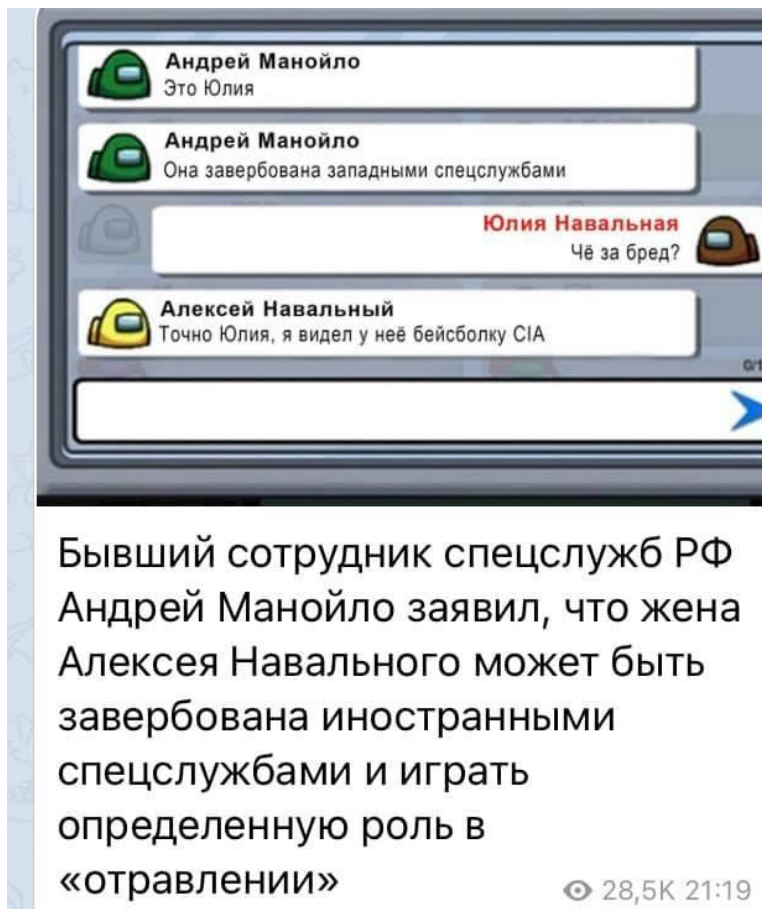 Андрей Манойло
Это Юлия
Андрей Манойло
Она завербована западными спецслужбами
Юлия Навальная
Чё за бред?
Алексей Навальный
Точно Юлия, я видел у неё бейсболку CIA
0/1
Бывший сотрудник спецслужб РФ
Андрей Манойло заявил, что жена
Алексея Навального может быть
завербована иностранными
спецслужбами и играть
определенную роль в
«отравлении»
28,5K 21:19